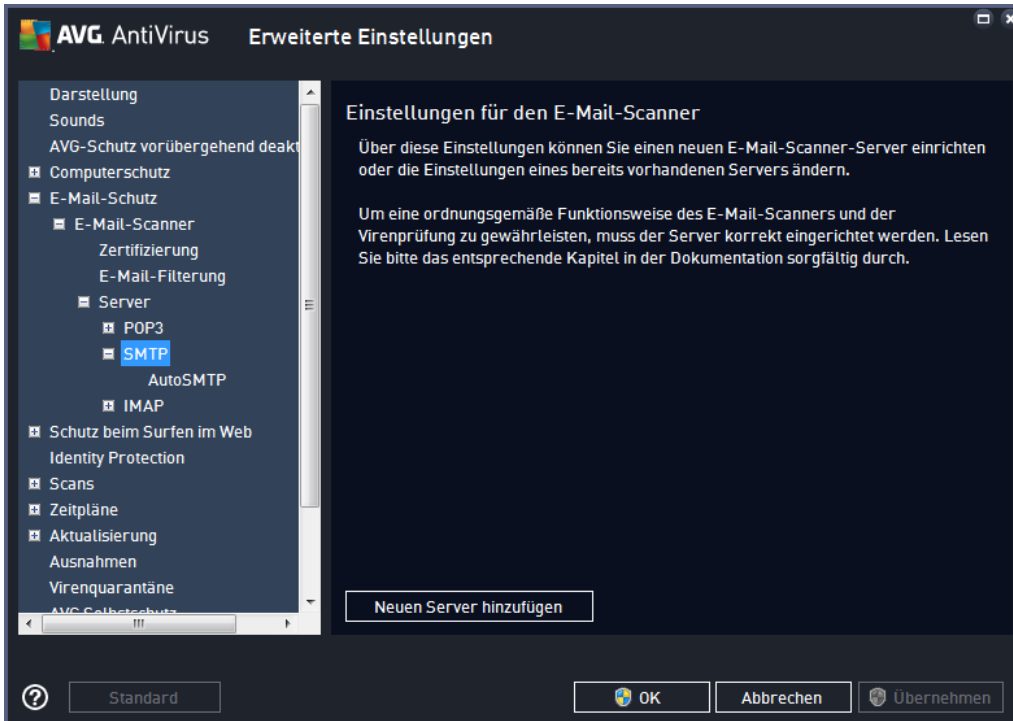 AVG. AntiVirus Erweiterte Einstellungen
Darstellung
Sounds
AVG-Schutz vorübergehend deakt
Computerschutz
E-Mail-Schutz
E-Mail-Scanner
Zertifizierung
E-Mail-Filterung
Server
POP3
SMTP
AutoSMTP
IMAP
Schutz beim Surfen im Web
Identity Protection
Scans
Zeitpläne
Aktualisierung
Ausnahmen
Virenquarantäne
AVG Selbstschutz
Einstellungen für den E-Mail-Scanner
Über diese Einstellungen können Sie einen neuen E-Mail-Scanner-Server einrichten
oder die Einstellungen eines bereits vorhandenen Servers ändern.
Um eine ordnungsgemäße Funktionsweise des E-Mail-Scanners und der
Virenprüfung zu gewährleisten, muss der Server korrekt eingerichtet werden. Lesen
Sie bitte das entsprechende Kapitel in der Dokumentation sorgfältig durch.
Neuen Server hinzufügen
? Standard OK Abbrechen Übernehmen